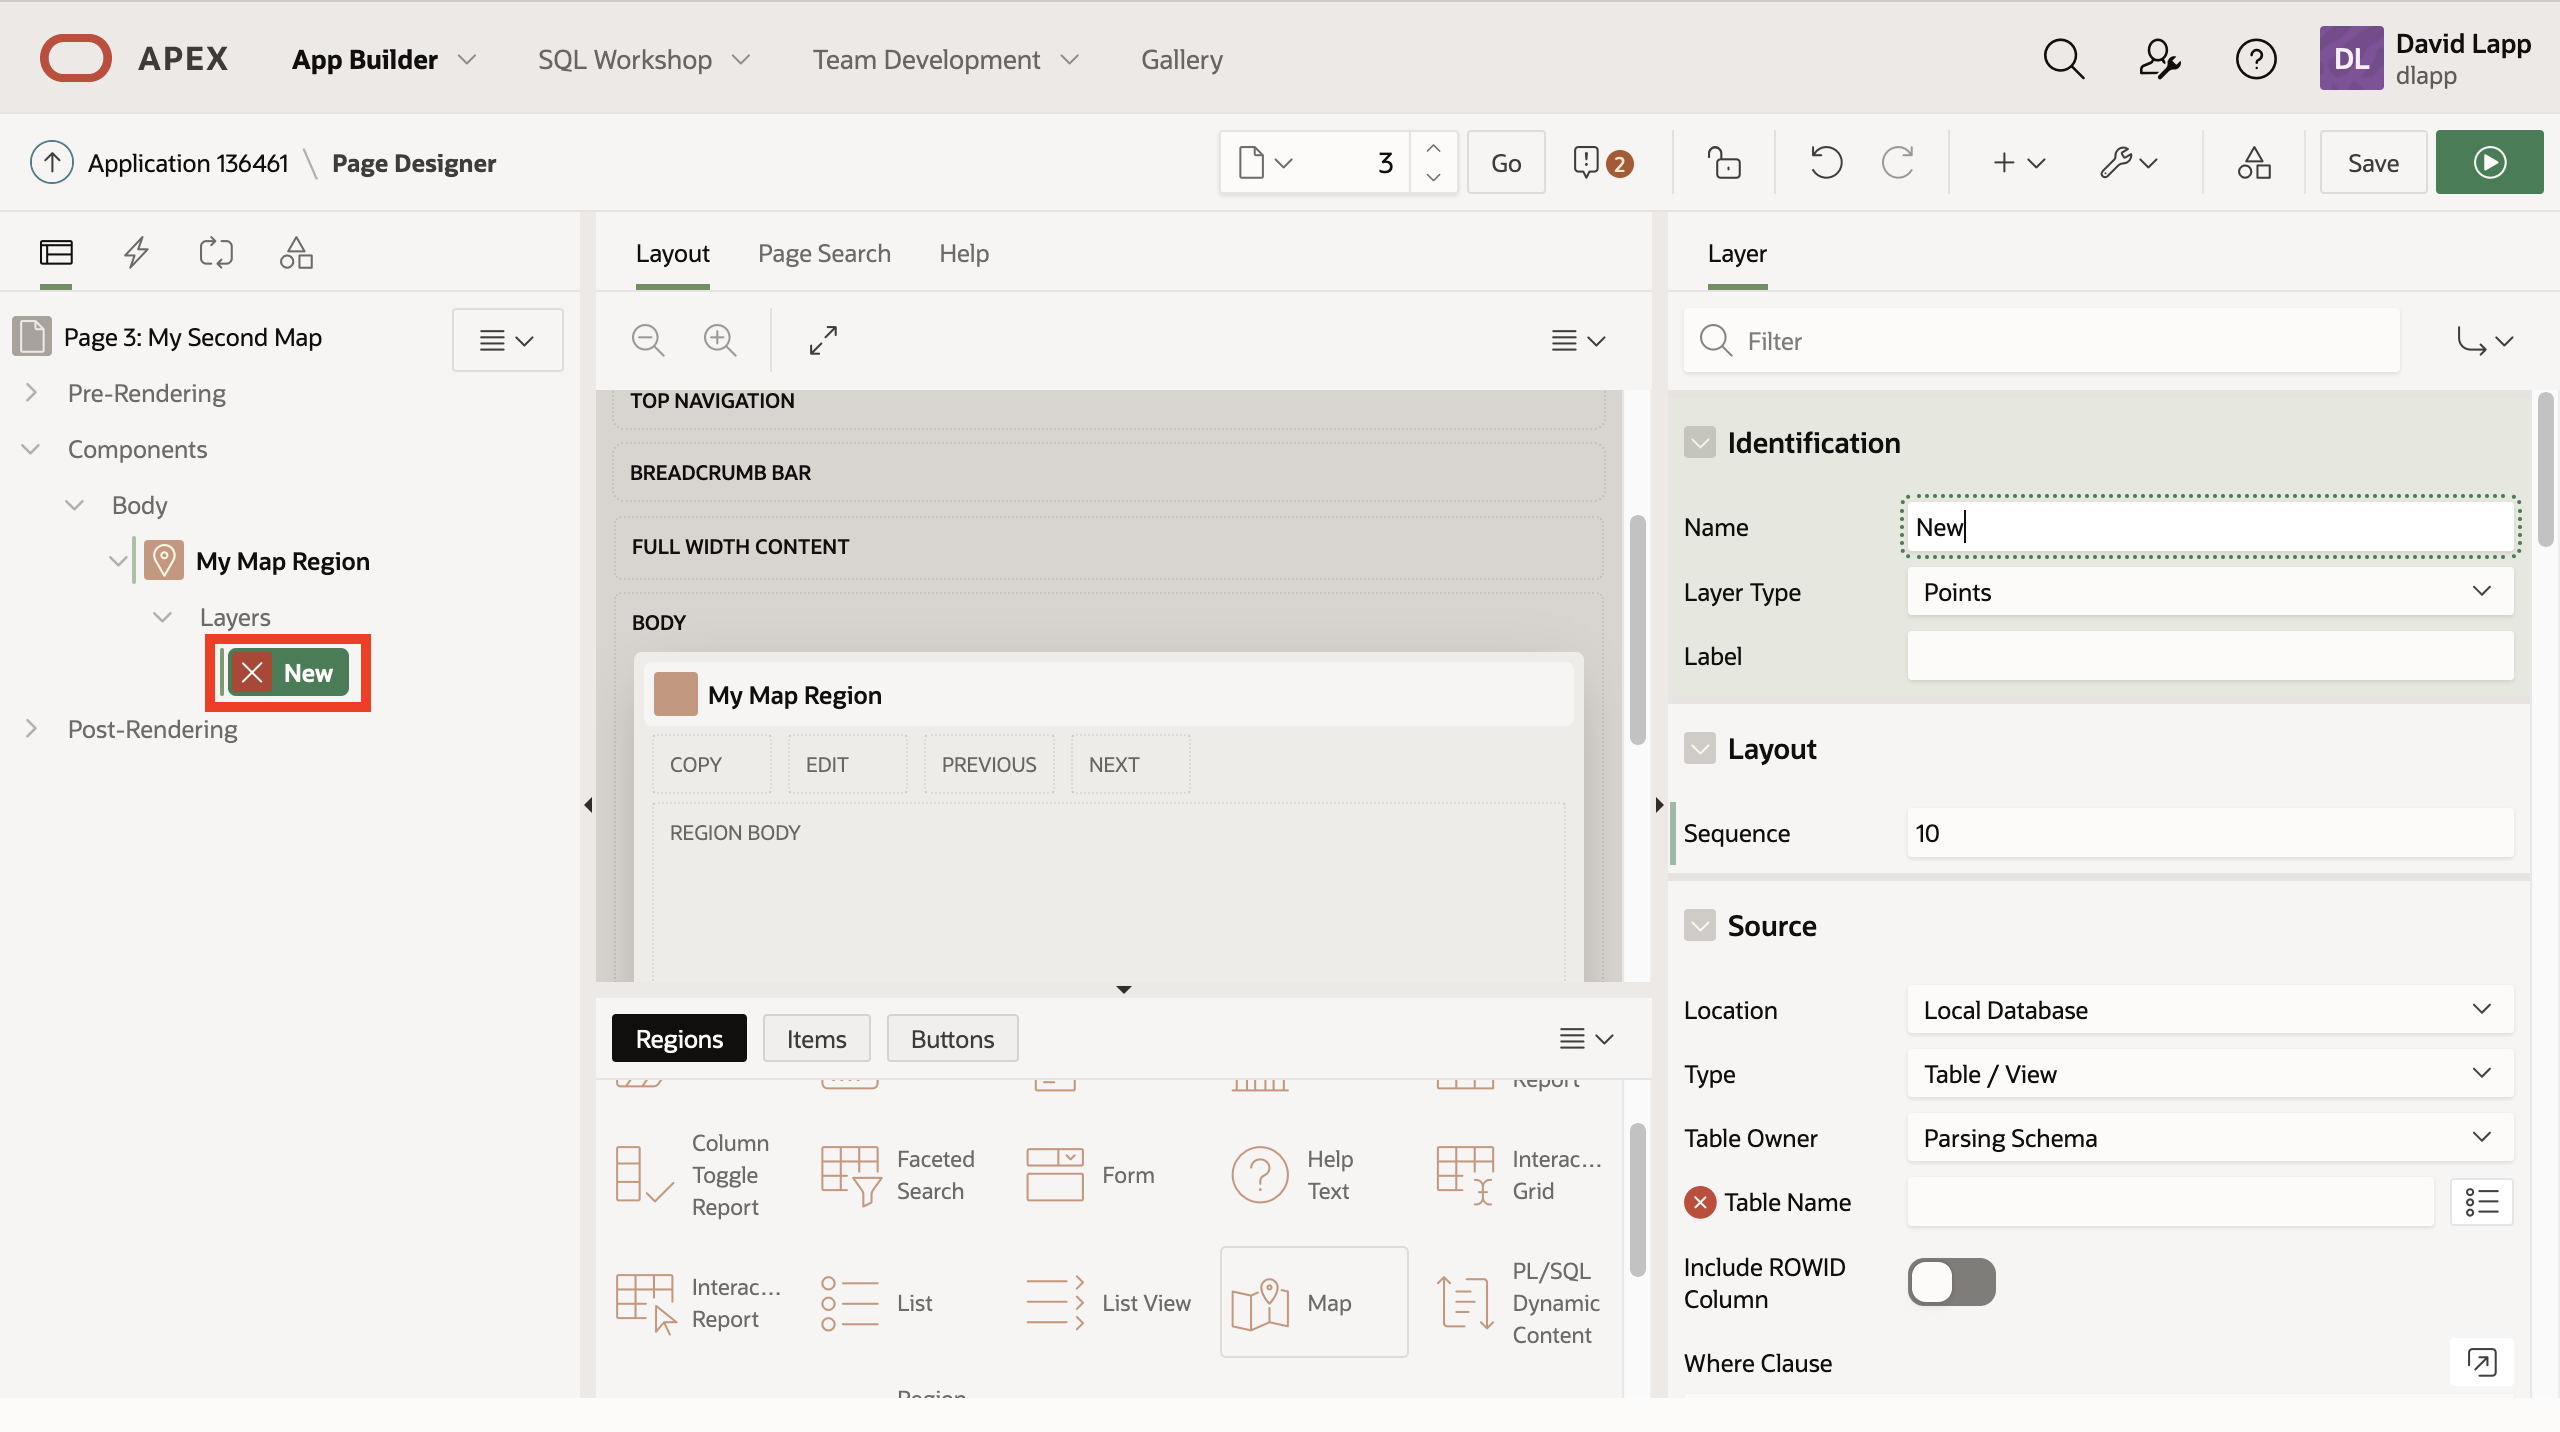 APEX
App Builder
SQL Workshop
Team Development
Gallery
DL
David Lapp
dlapp
Application 136461
Page Designer
3
Go
2
Save
Page 3: My Second Map
Pre-Rendering
Components
Body
My Map Region
Layers
New
Post-Rendering
Layout
Page Search
Help
TOP NAVIGATION
BREADCRUMB BAR
FULL WIDTH CONTENT
BODY
My Map Region
COPY
EDIT
PREVIOUS
NEXT
REGION BODY
Regions
Items
Buttons
Report
Column
Toggle
Report
Faceted
Search
Form
Help
Text
Interac...
Grid
Interac...
Report
List
List View
Map
PL/SQL
Dynamic
Content
Region
Layer
Filter
Identification
Name
New
Layer Type
Points
Label
Layout
Sequence
10
Source
Location
Local Database
Type
Table / View
Table Owner
Parsing Schema
Table Name
Include ROWID
Column
Where Clause